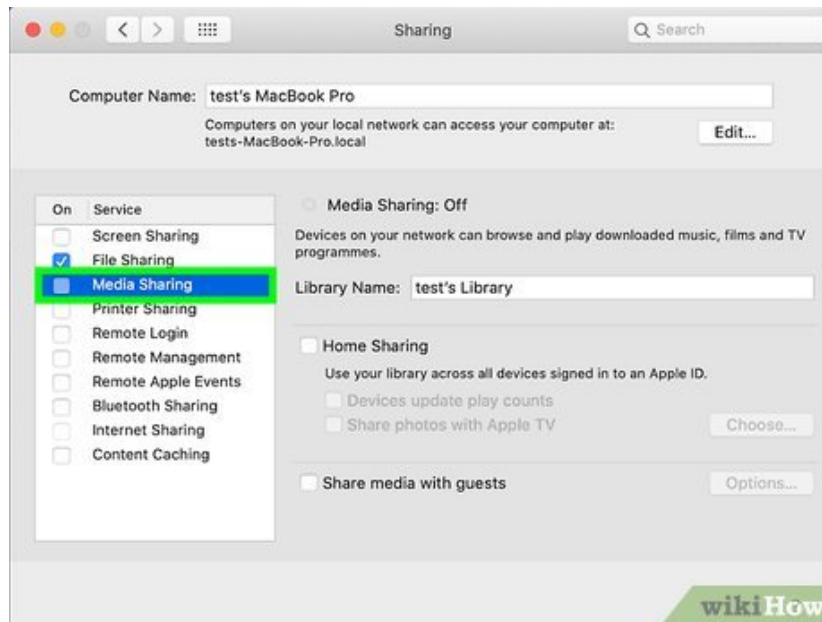 Sharing
Search
Computer Name: test's MacBook Pro
Computers on your local network can access your computer at:
tests-MacBook-Pro.local
Edit...
On Service
Screen Sharing
File Sharing
Media Sharing
Printer Sharing
Remote Login
Remote Management
Remote Apple Events
Bluetooth Sharing
Internet Sharing
Content Caching
Media Sharing: Off
Devices on your network can browse and play downloaded music, films and TV
programmes.
Library Name: test's Library
Home Sharing
Use your library across all devices signed in to an Apple ID.
Devices update play counts
Share photos with Apple TV
Choose...
Share media with guests
Options...
wikiHow